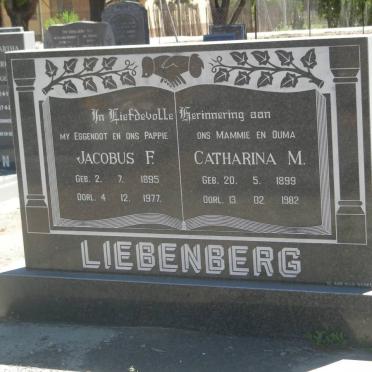 In Liefdevolle Herinnering aan
MY EGGENOOT EN ONS PAPPIE
JACOBUS F.
GEB. 2. 7. 1895
OORL. 4 12. 1977.
ONS MAMMIE EN OUMA
CATHARINA M.
GEB. 20. 5. 1899
OORL. 13 02 1982
LIEBENBERG